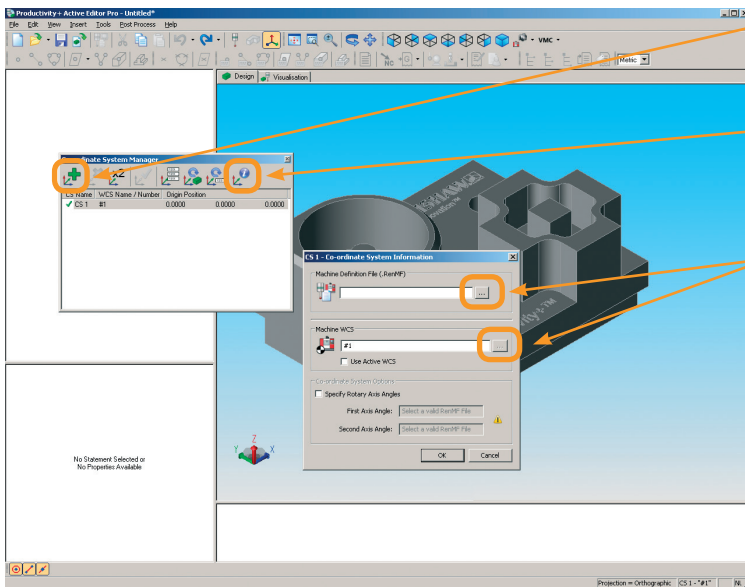 Productivity+ Active Editor Pro - Untitled*
File Edit View Insert Tools Post Process Help
VMC
NC +G
Metric
Design Visualisation
Co-ordinate System Manager
x2
CS Name WCS Name / Number Origin Position
CS 1 #1 0.0000 0.0000 0.0000
CS 1 - Co-ordinate System Information
Machine Definition File (.RenMF)
...
Machine WCS
#1
...
Use Active WCS
Co-ordinate System Options
Specify Rotary Axis Angles
First Axis Angle: Select a valid RenMF File
Second Axis Angle: Select a valid RenMF File
OK Cancel
Z
Y X
No Statement Selected or
No Properties Available
Projection = Orthographic CS 1 - "#1"